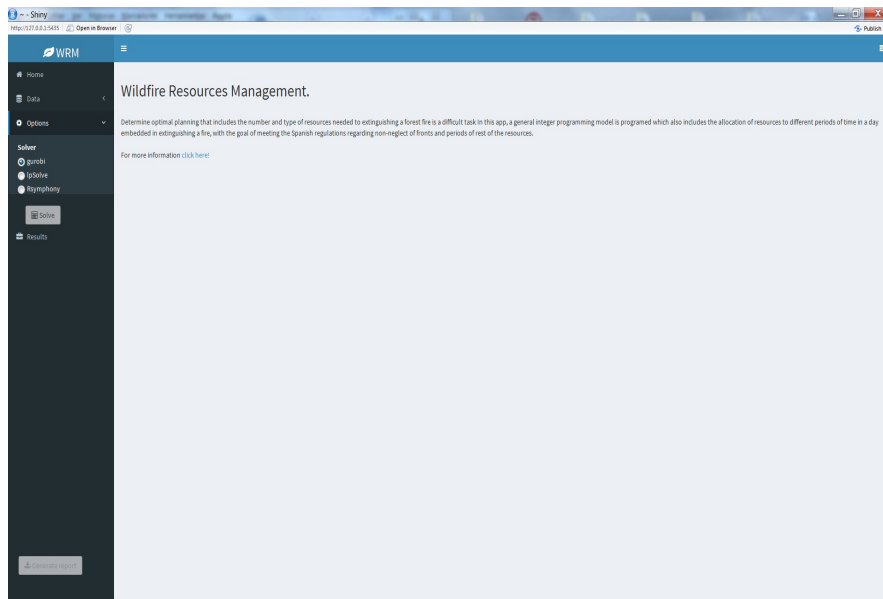 ~ - Shiny
http://127.0.0.1:5435 Open in Browser
Publish
WRM
Home
Data
Options
Solver
gurobi
lpSolve
Rsymphony
Solve
Results
Generate report
Wildfire Resources Management.
Determine optimal planning that includes the number and type of resources needed to extinguishing a forest fire is a difficult task.In this app, a general integer programming model is programed which also includes the allocation of resources to different periods of time in a day
embedded in extinguishing a fire, with the goal of meeting the Spanish regulations regarding non-neglect of fronts and periods of rest of the resources.
For more information click here!